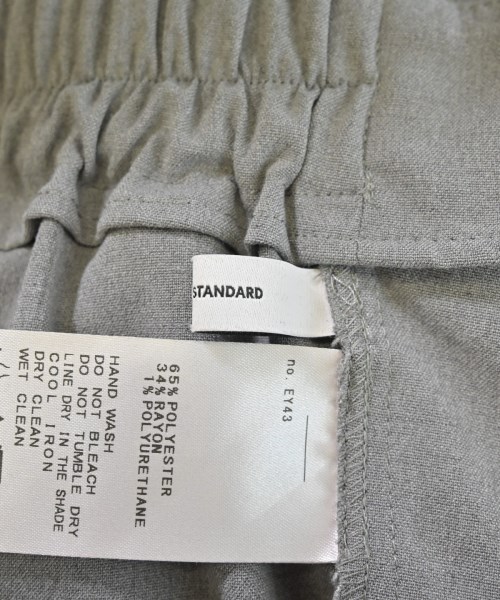 STANDARD
no. EY43
65% POLYESTER
34% RAYON
1% POLYURETHANE
HAND WASH
DO NOT BLEACH
DO NOT TUMBLE DRY
LINE DRY IN THE SHADE
COOL IRON
DRY CLEAN
WET CLEAN